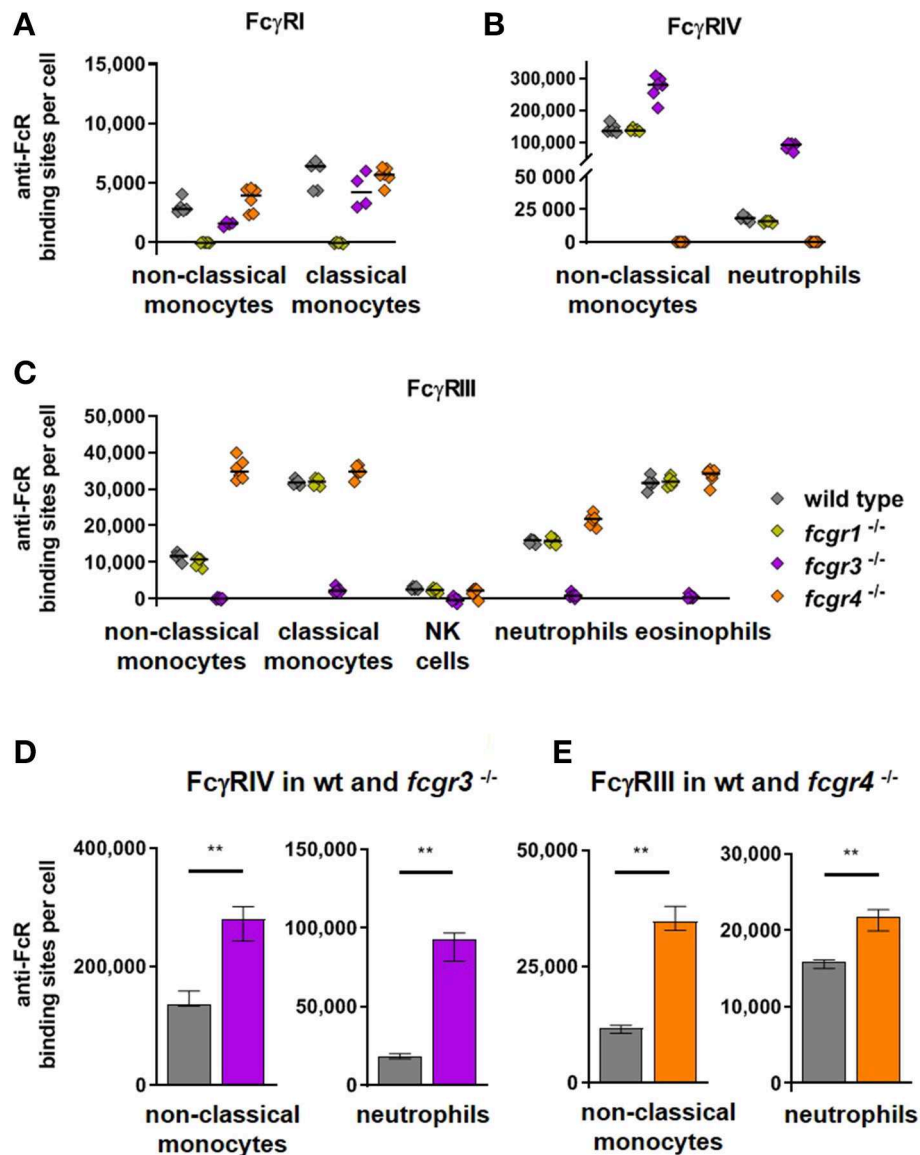 A
FcγRI
anti-FcR
binding sites per cell
15,000
10,000
5,000
0
non-classical
monocytes
classical
monocytes
B
FcγRIV
300,000
200,000
100,000
50 000
25 000
0
non-classical
monocytes
neutrophils
C
FcγRIII
anti-FcR
binding sites per cell
50,000
40,000
30,000
20,000
10,000
0
non-classical
monocytes
classical
monocytes
NK
cells
neutrophils
eosinophils
wild type
fcgr1 -/-
fcgr3 -/-
fcgr4 -/-
D
FcγRIV in wt and fcgr3 -/-
anti-FcR
binding sites per cell
400,000
200,000
0
**
non-classical
monocytes
150,000
100,000
50,000
0
**
neutrophils
E
FcγRIII in wt and fcgr4 -/-
50,000
25,000
0
**
non-classical
monocytes
30,000
20,000
10,000
0
**
neutrophils